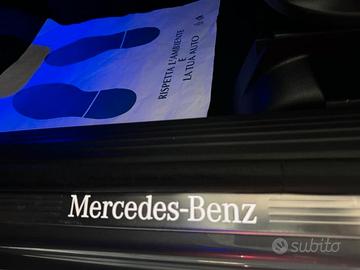 RISPETTA L'AMBIENTE
E
LA TUA AUTO
Mercedes-Benz
subito